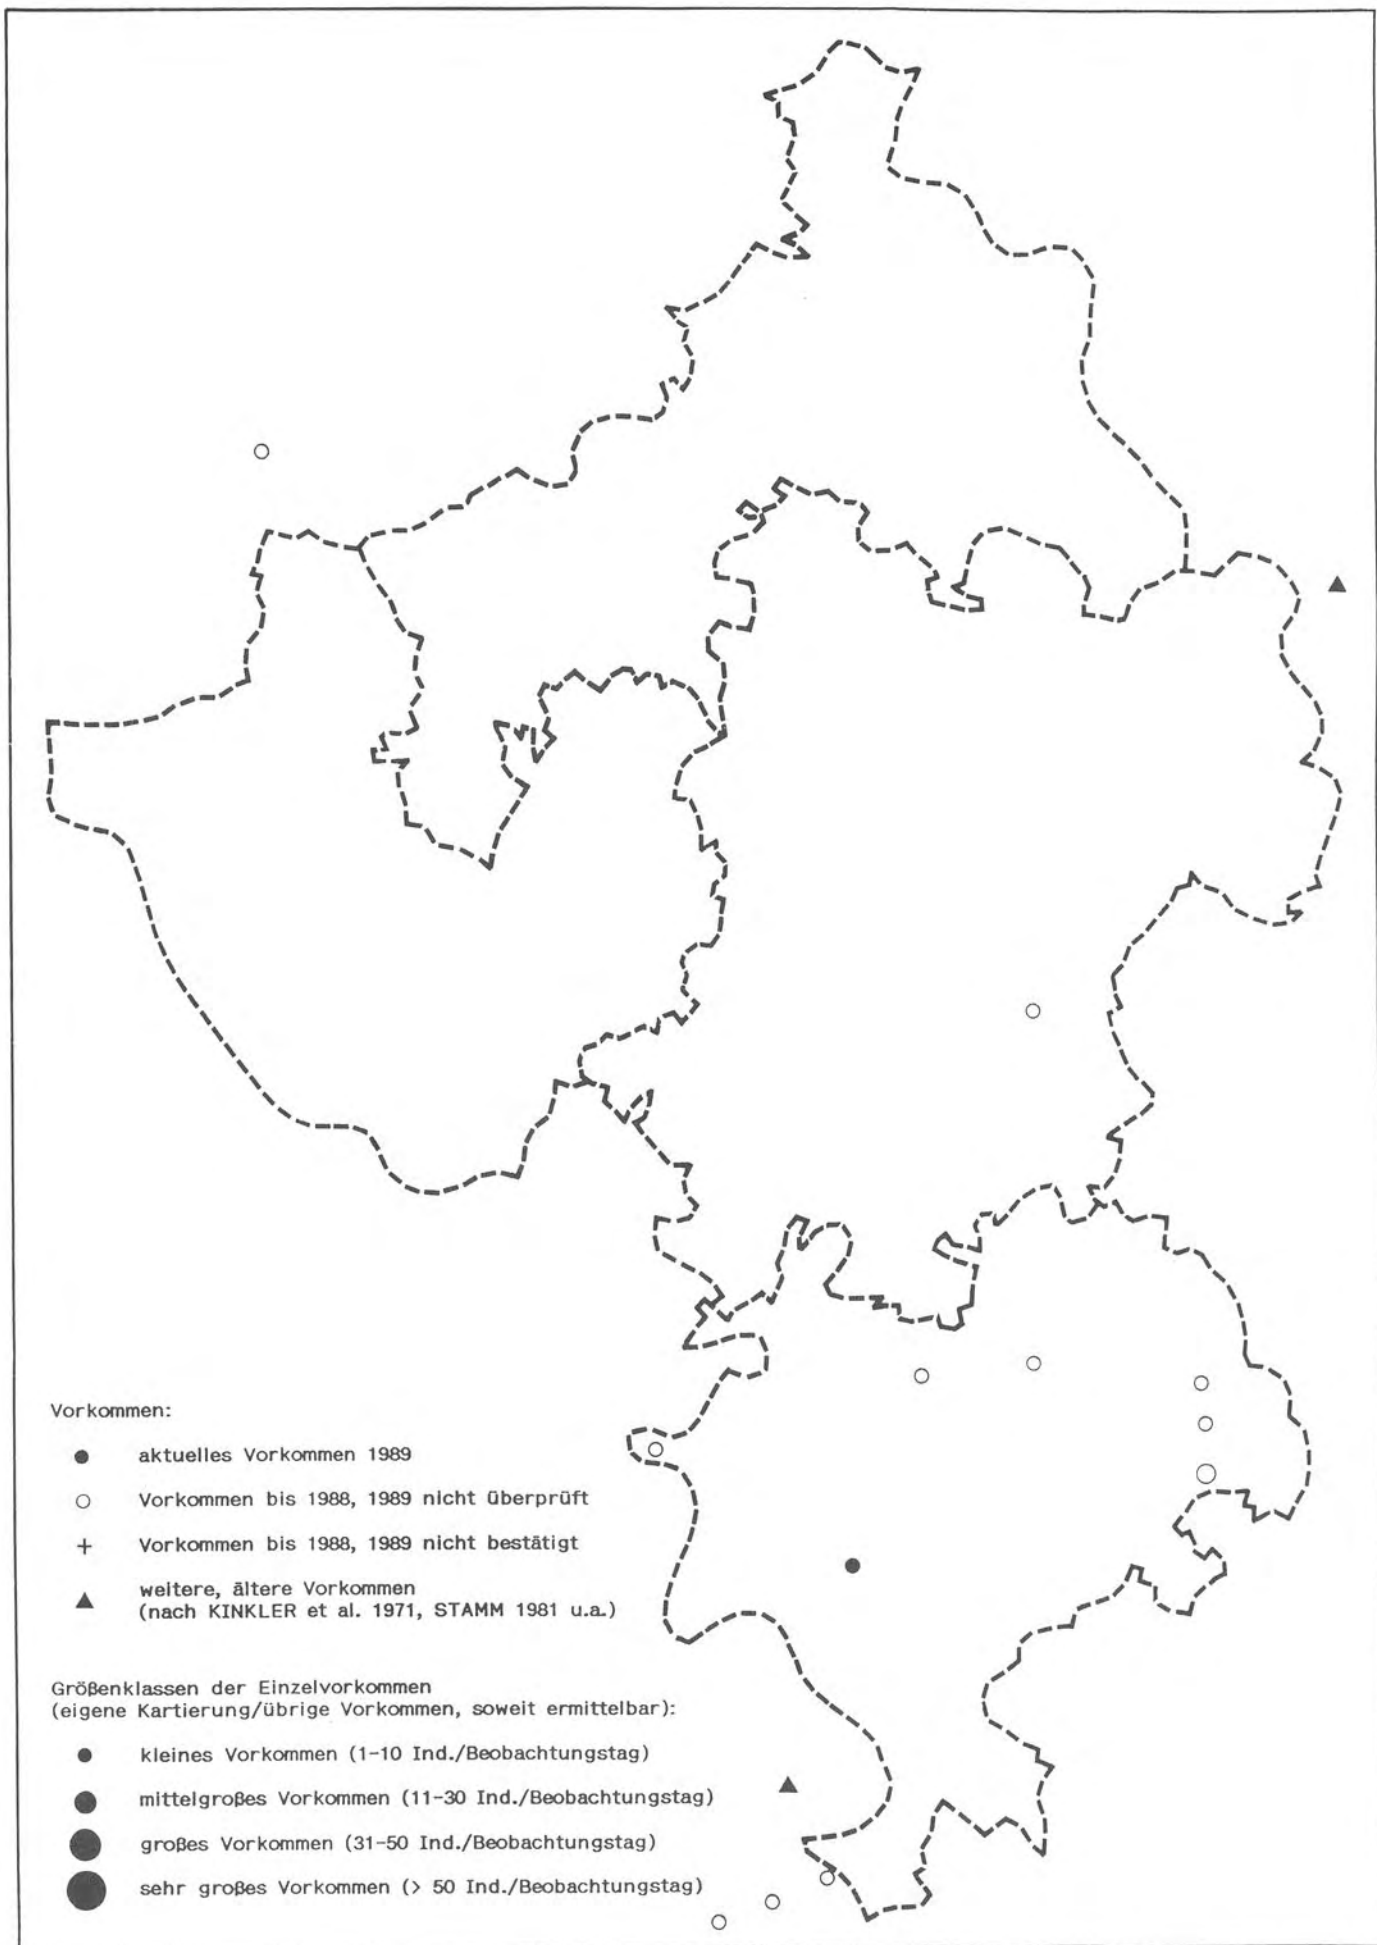 Vorkommen:
aktuelles Vorkommen 1989
Vorkommen bis 1988, 1989 nicht überprüft
Vorkommen bis 1988, 1989 nicht bestätigt
weitere, ältere Vorkommen
(nach KINKLER et al. 1971, STAMM 1981 u.a.)
Größenklassen der Einzelvorkommen
(eigene Kartierung/übrige Vorkommen, soweit ermittelbar):
kleines Vorkommen (1-10 Ind./Beobachtungstag)
mittelgroßes Vorkommen (11-30 Ind./Beobachtungstag)
großes Vorkommen (31-50 Ind./Beobachtungstag)
sehr großes Vorkommen (> 50 Ind./Beobachtungstag)